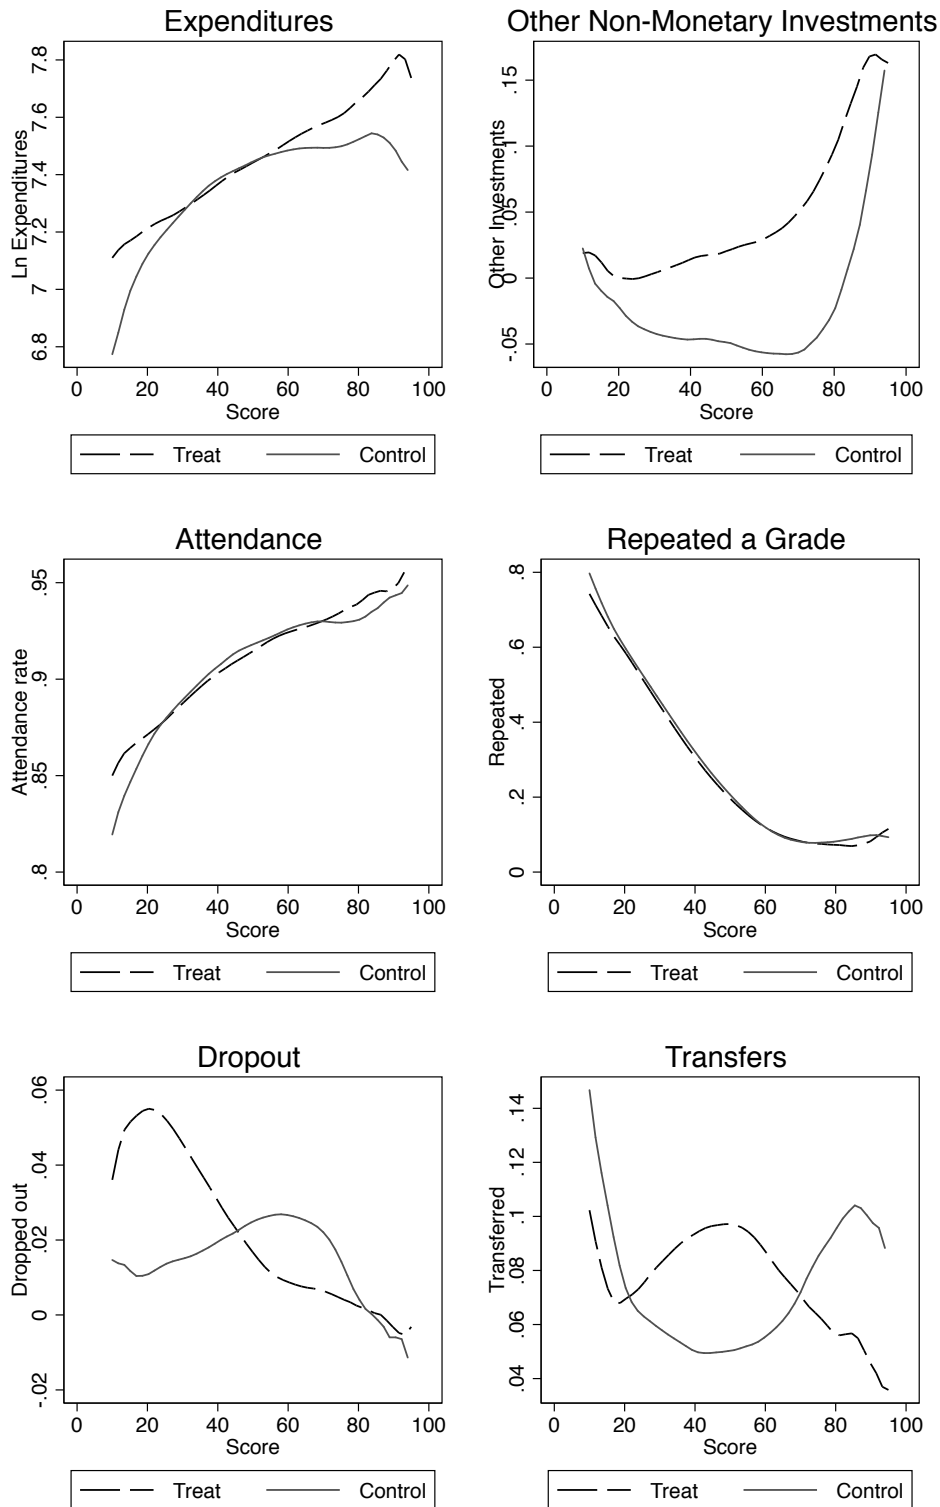 Expenditures
Ln Expenditures
6.8 7 7.2 7.4 7.6 7.8
0 20 40 60 80 100
Score
Treat Control
Other Non-Monetary Investments
Other Investments
-.05 0 .05 .1 .15
0 20 40 60 80 100
Score
Treat Control
Attendance
Attendance rate
.8 .85 .9 .95
0 20 40 60 80 100
Score
Treat Control
Repeated a Grade
Repeated
0 .2 .4 .6 .8
0 20 40 60 80 100
Score
Treat Control
Dropout
Dropped out
-.02 0 .02 .04 .06
0 20 40 60 80 100
Score
Treat Control
Transfers
Transferred
.04 .06 .08 .1 .12 .14
0 20 40 60 80 100
Score
Treat Control